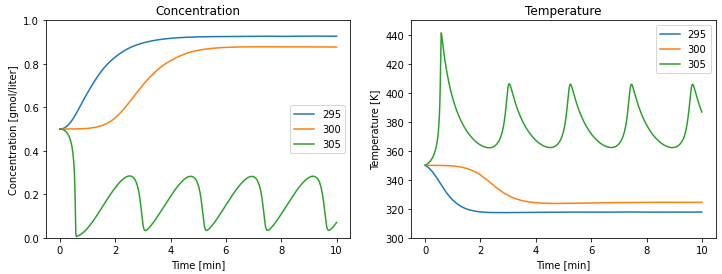 Concentration
Concentration [gmol/liter]
1.0
0.8
0.6
0.4
0.2
0.0
295
300
305
0 2 4 6 8 10
Time [min]
Temperature
Temperature [K]
440
420
400
380
360
340
320
300
295
300
305
0 2 4 6 8 10
Time [min]